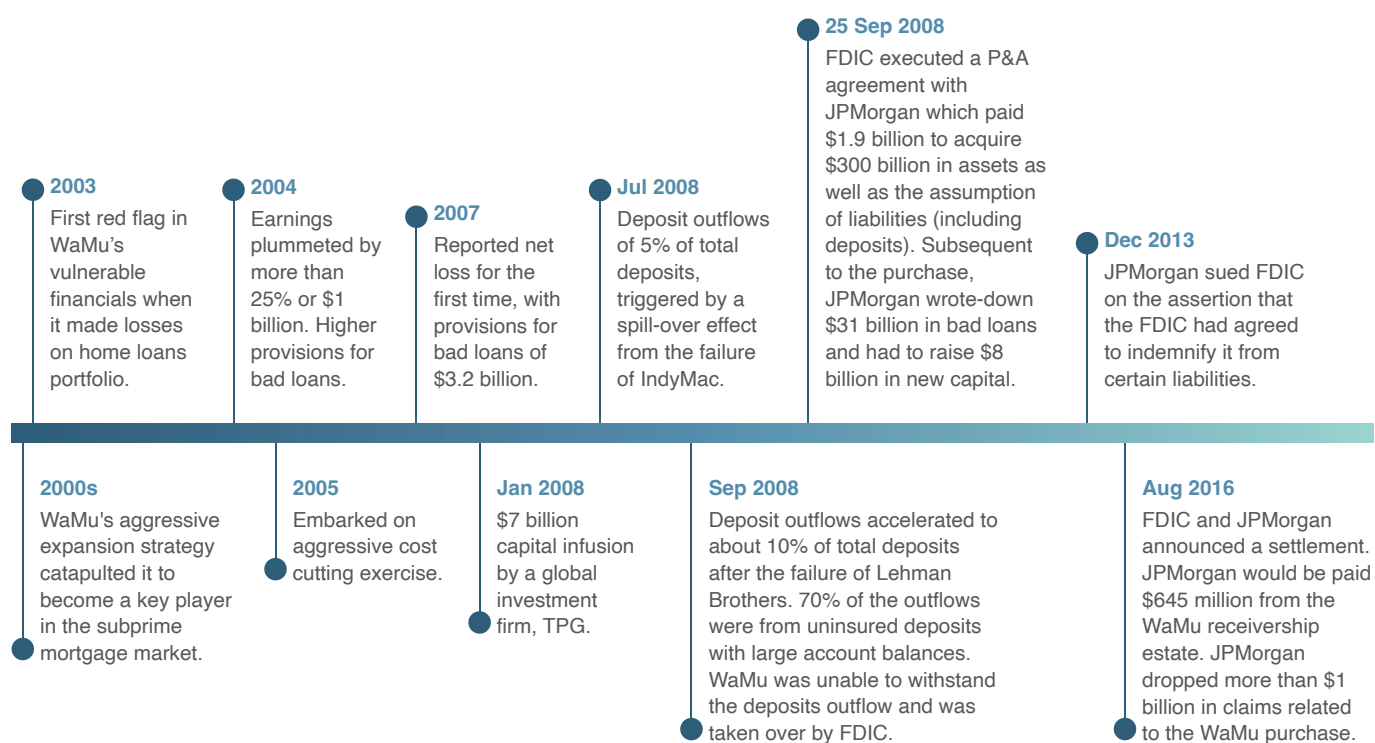 25 Sep 2008
FDIC executed a P&A
agreement with
JPMorgan which paid
$1.9 billion to acquire
$300 billion in assets as
well as the assumption
of liabilities (including
deposits). Subsequent
to the purchase,
JPMorgan wrote-down
$31 billion in bad loans
and had to raise $8
billion in new capital.
2003
First red flag in
WaMu’s
vulnerable
financials when
it made losses
on home loans
portfolio.
2004
Earnings
plummeted by
more than
25% or $1
billion. Higher
provisions for
bad loans.
2007
Reported net
loss for the
first time, with
provisions for
bad loans of
$3.2 billion.
Jul 2008
Deposit outflows
of 5% of total
deposits,
triggered by a
spill-over effect
from the failure
of IndyMac.
Dec 2013
JPMorgan sued FDIC
on the assertion that
the FDIC had agreed
to indemnify it from
certain liabilities.
2000s
WaMu's aggressive
expansion strategy
catapulted it to
become a key player
in the subprime
mortgage market.
2005
Embarked on
aggressive cost
cutting exercise.
Jan 2008
$7 billion
capital infusion
by a global
investment
firm, TPG.
Sep 2008
Deposit outflows accelerated to
about 10% of total deposits
after the failure of Lehman
Brothers. 70% of the outflows
were from uninsured deposits
with large account balances.
WaMu was unable to withstand
the deposits outflow and was
taken over by FDIC.
Aug 2016
FDIC and JPMorgan
announced a settlement.
JPMorgan would be paid
$645 million from the
WaMu receivership
estate. JPMorgan
dropped more than $1
billion in claims related
to the WaMu purchase.